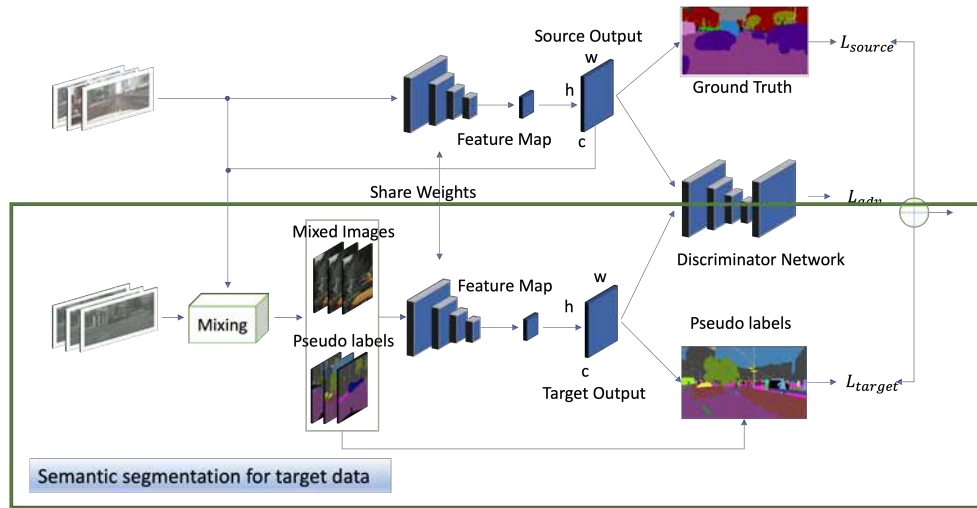 Source Output
w
h
c
Feature Map
Ground Truth
L_source
Share Weights
L_adn
Mixed Images
Mixing
Pseudo labels
Feature Map
w
h
c
Target Output
Discriminator Network
Pseudo labels
L_target
Semantic segmentation for target data